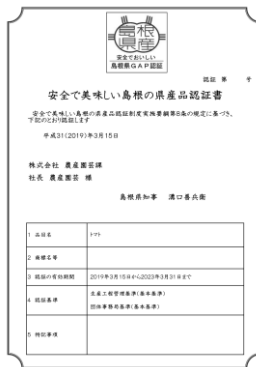 島根
県産
安全でおいしい
島根県GAP認証
認証 第 号
安全で美味しい島根の県産品認証書
安全で美味しい島根の県産品認証制度実施要綱第8条の規定に基づき、
下記のとおり認証します
平成31(2019)年3月15日
株式会社 農産園芸課
社長 農産園芸 様
島根県知事 溝口善兵衛
1 品目名 トマト
2 商標名等
3 認証の有効期間 2019年3月15日から2023年3月31日まで
4 認証基準 生産工程管理基準(基本基準)
団体事務局基準(基本基準)
5 特記事項